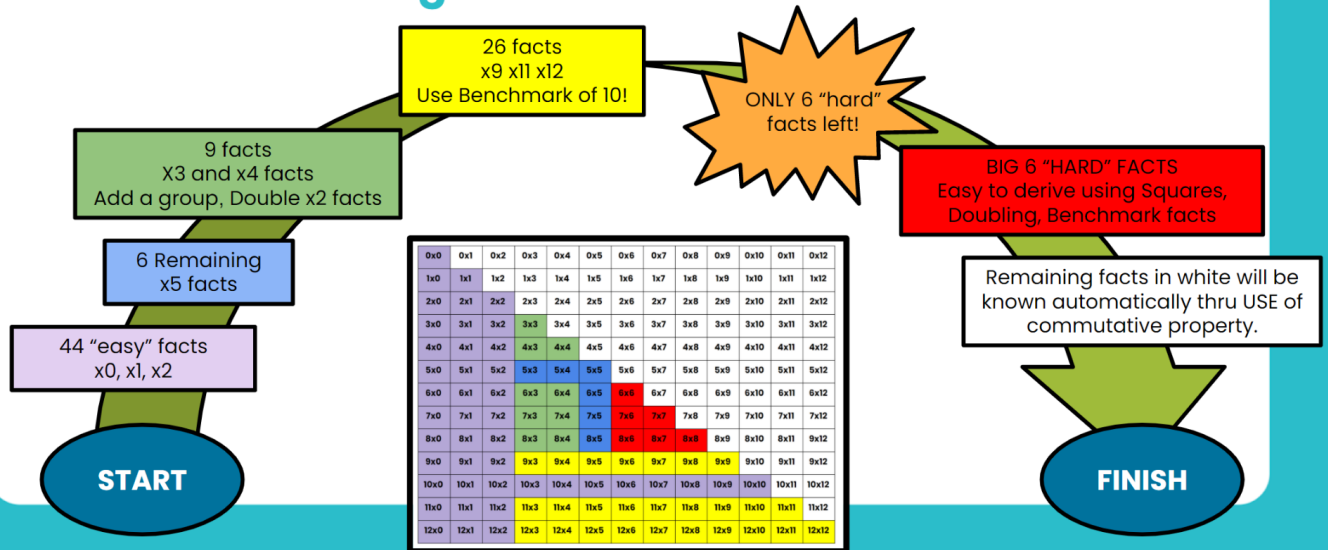 26 facts
x9 x11 x12
Use Benchmark of 10!
ONLY 6 “hard”
facts left!
9 facts
X3 and x4 facts
Add a group, Double x2 facts
BIG 6 “HARD” FACTS
Easy to derive using Squares,
Doubling, Benchmark facts
6 Remaining
x5 facts
Remaining facts in white will be
known automatically thru USE of
commutative property.
44 “easy” facts
x0, x1, x2
START
FINISH
0x0 0x1 0x2 0x3 0x4 0x5 0x6 0x7 0x8 0x9 0x10 0x11 0x12
1x0 1x1 1x2 1x3 1x4 1x5 1x6 1x7 1x8 1x9 1x10 1x11 1x12
2x0 2x1 2x2 2x3 2x4 2x5 2x6 2x7 2x8 2x9 2x10 2x11 2x12
3x0 3x1 3x2 3x3 3x4 3x5 3x6 3x7 3x8 3x9 3x10 3x11 3x12
4x0 4x1 4x2 4x3 4x4 4x5 4x6 4x7 4x8 4x9 4x10 4x11 4x12
5x0 5x1 5x2 5x3 5x4 5x5 5x6 5x7 5x8 5x9 5x10 5x11 5x12
6x0 6x1 6x2 6x3 6x4 6x5 6x6 6x7 6x8 6x9 6x10 6x11 6x12
7x0 7x1 7x2 7x3 7x4 7x5 7x6 7x7 7x8 7x9 7x10 7x11 7x12
8x0 8x1 8x2 8x3 8x4 8x5 8x6 8x7 8x8 8x9 8x10 8x11 9x12
9x0 9x1 9x2 9x3 9x4 9x5 9x6 9x7 9x8 9x9 9x10 9x11 9x12
10x0 10x1 10x2 10x3 10x4 10x5 10x6 10x7 10x8 10x9 10x10 10x11 10x12
11x0 11x1 11x2 11x3 11x4 11x5 11x6 11x7 11x8 11x9 11x10 11x11 11x12
12x0 12x1 12x2 12x3 12x4 12x5 12x6 12x7 12x8 12x9 12x10 12x11 12x12